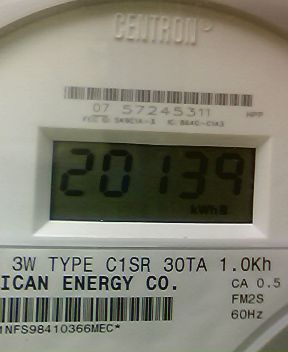 CENTRON®
07 57245311 HPP
20139
kWh
3W TYPE C1SR 30TA 1.0Kh
ICAN ENERGY CO.
CA 0.5
FM2S
60Hz
1NFS98410366MEC*